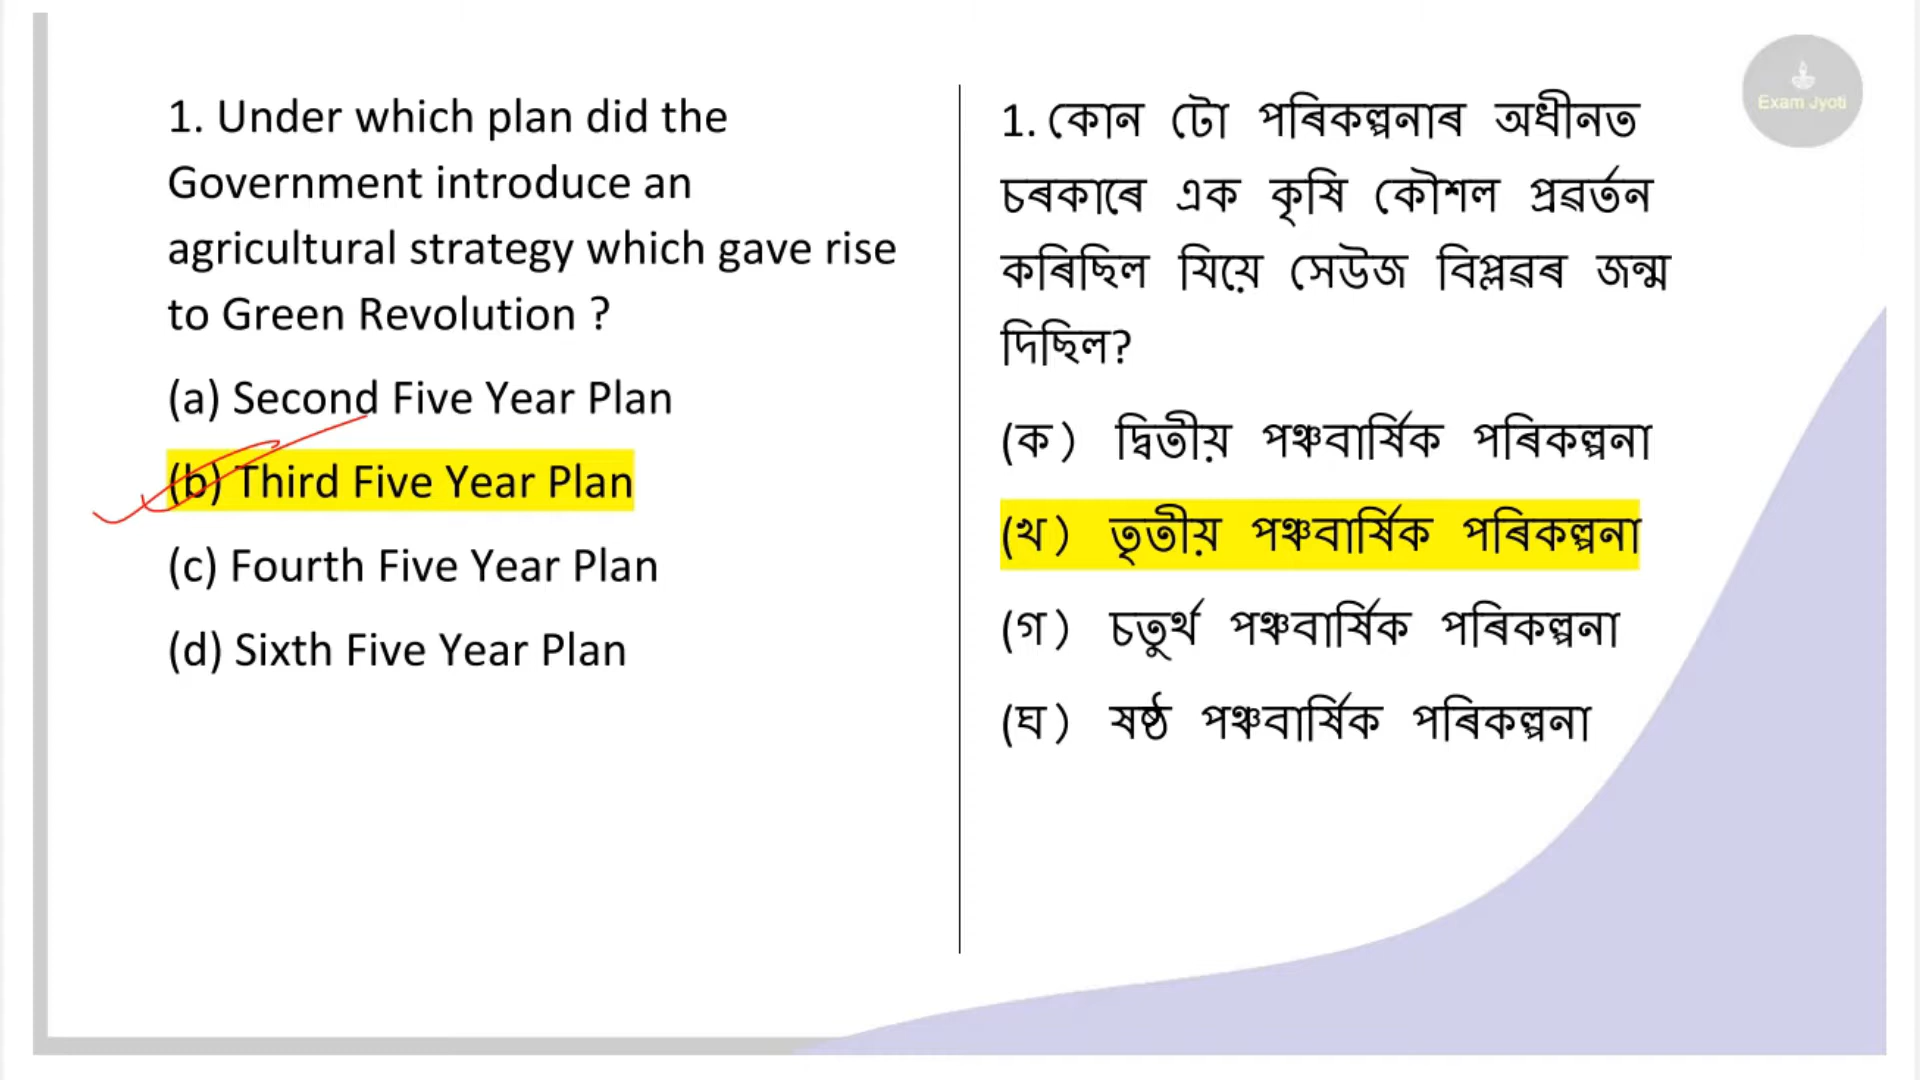 1. Under which plan did the
Government introduce an
agricultural strategy which gave rise
to Green Revolution ?
(a) Second Five Year Plan
(b) Third Five Year Plan
(c) Fourth Five Year Plan
(d) Sixth Five Year Plan
1. কোন টো পৰিকল্পনাৰ অধীনত
চৰকাৰে এক কৃষি কৌশল প্ৰৱৰ্তন
কৰিছিল যিয়ে সেউজ বিপ্লৱৰ জন্ম
দিছিল?
(ক) দ্বিতীয় পঞ্চবাৰ্ষিক পৰিকল্পনা
(খ) তৃতীয় পঞ্চবাৰ্ষিক পৰিকল্পনা
(গ) চতুৰ্থ পঞ্চবাৰ্ষিক পৰিকল্পনা
(ঘ) ষষ্ঠ পঞ্চবাৰ্ষিক পৰিকল্পনা
Exam Jyoti